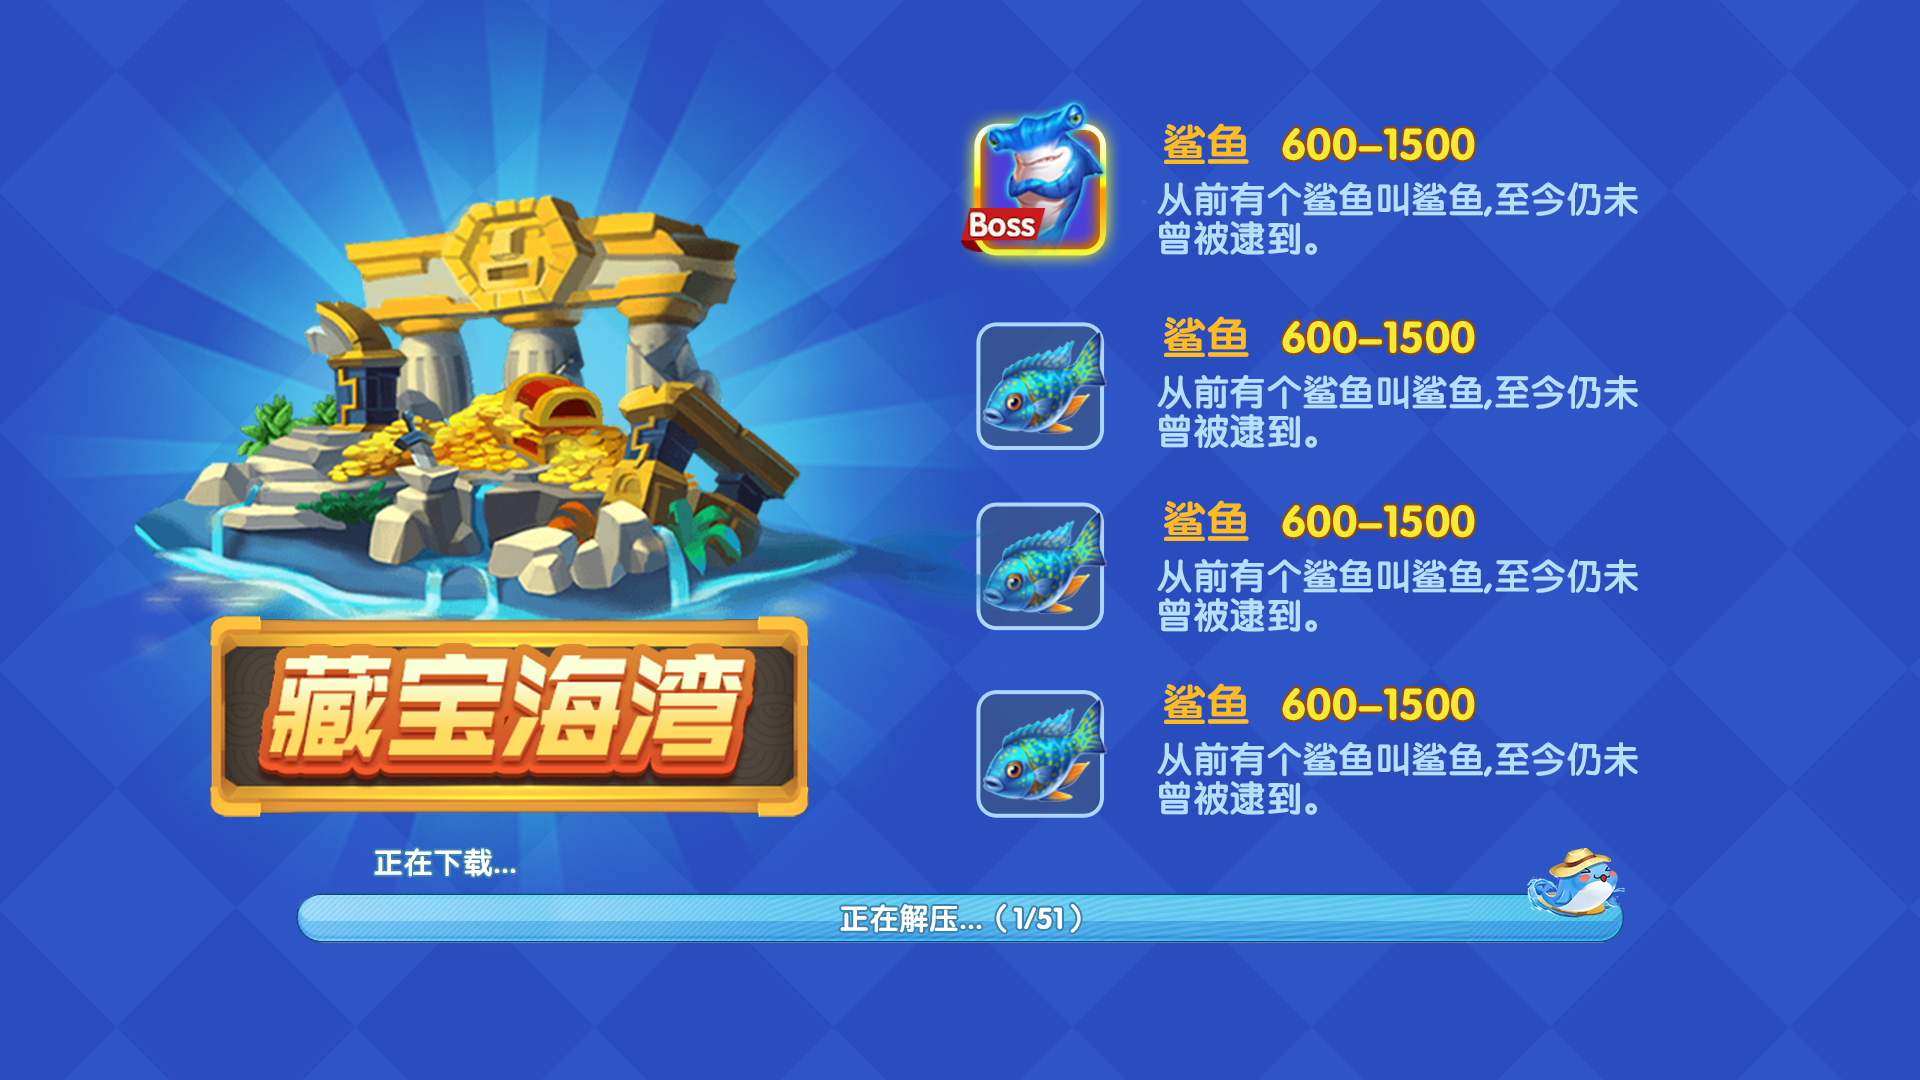 Boss
鲨鱼 600-1500
从前有个鲨鱼叫鲨鱼,至今仍未
曾被逮到。
鲨鱼 600-1500
从前有个鲨鱼叫鲨鱼,至今仍未
曾被逮到。
鲨鱼 600-1500
从前有个鲨鱼叫鲨鱼,至今仍未
曾被逮到。
鲨鱼 600-1500
从前有个鲨鱼叫鲨鱼,至今仍未
曾被逮到。
藏宝海湾
正在下载...
正在解压...（1/51）